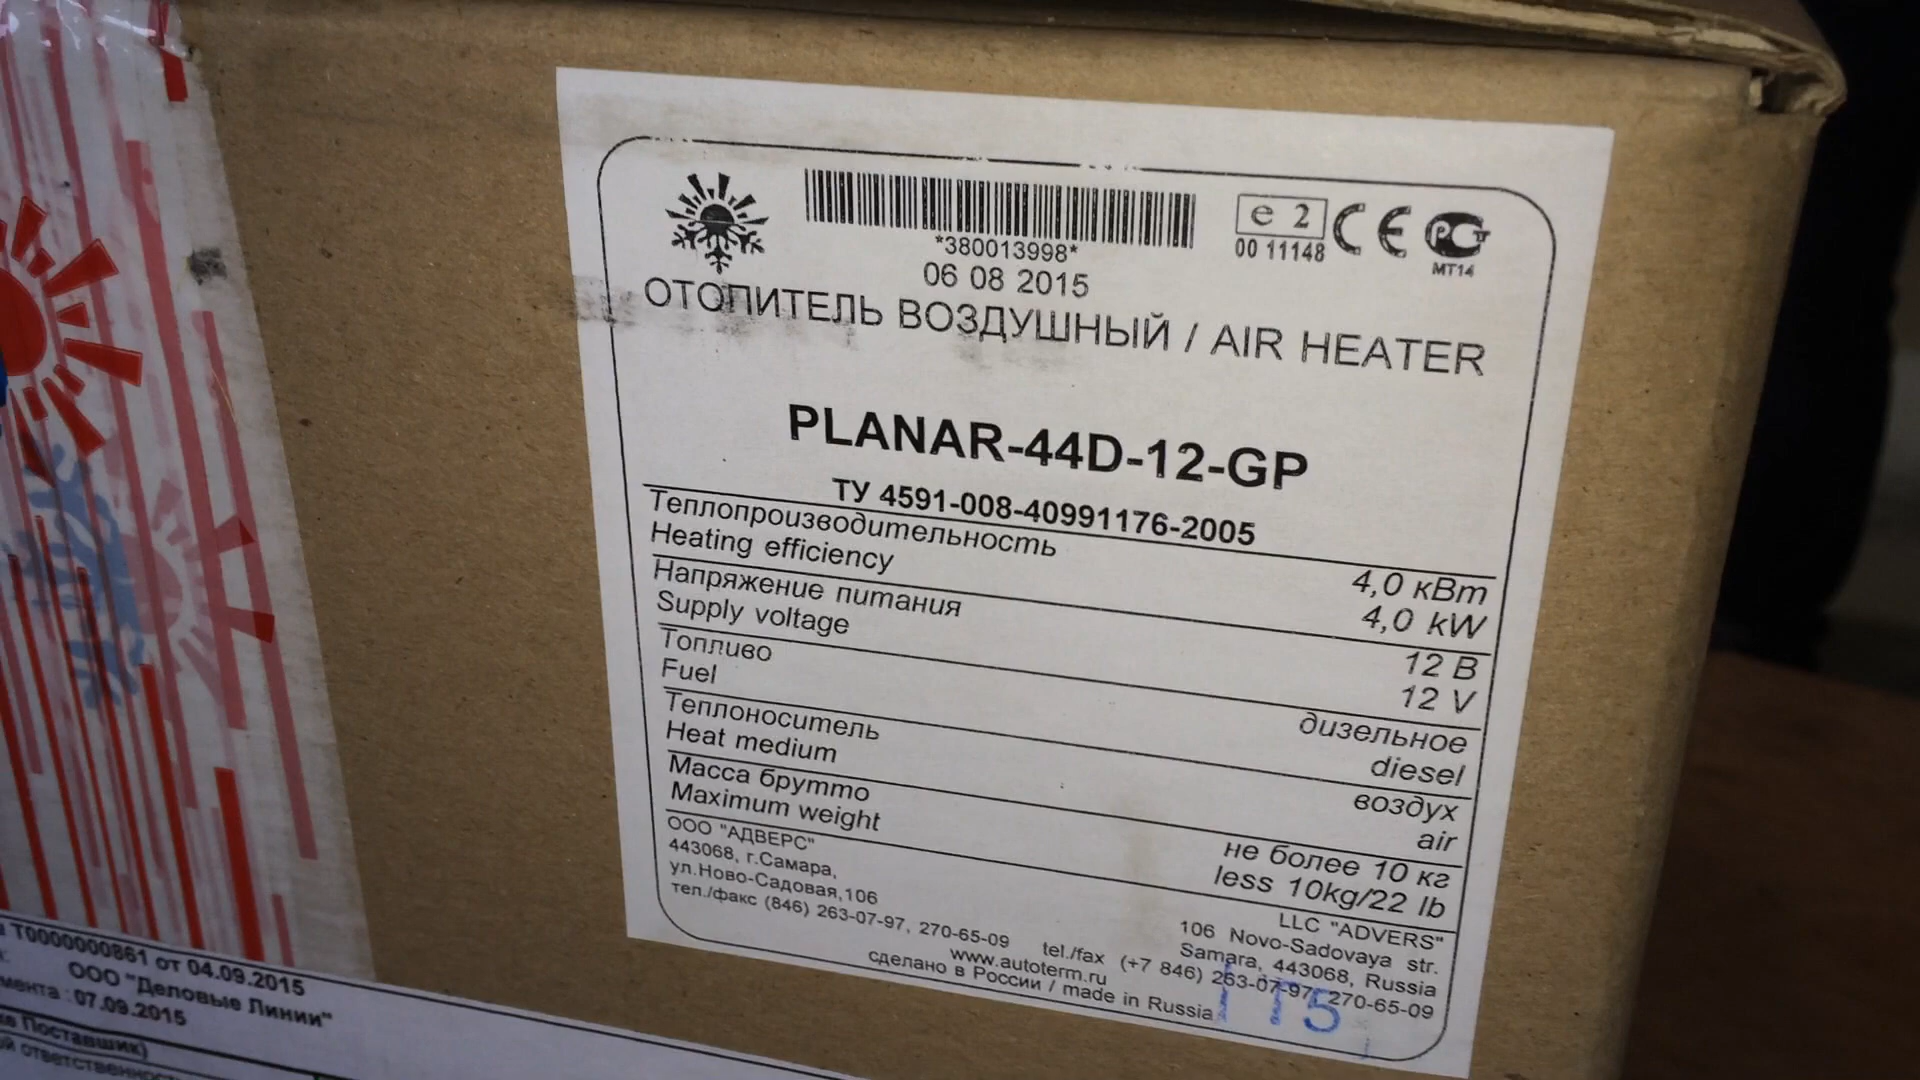 *380013998*
06 08 2015
e 2
00 11148
CE
РСТ
МТ14
ОТОПИТЕЛЬ ВОЗДУШНЫЙ / AIR HEATER
PLANAR-44D-12-GP
ТУ 4591-008-40991176-2005
Теплопроизводительность 4,0 кВт
Heating efficiency 4,0 kW
Напряжение питания 12 В
Supply voltage 12 V
Топливо дизельное
Fuel diesel
Теплоноситель воздух
Heat medium air
Масса брутто не более 10 кг
Maximum weight less 10kg/22 lb
ООО "АДВЕРС"
443068, г.Самара,
ул.Ново-Садовая,106
тел./факс (846) 263-07-97, 270-65-09
LLC "ADVERS"
106 Novo-Sadovaya str.
Samara, 443068, Russia
tel./fax (+7 846) 263-07-97, 270-65-09
www.autoterm.ru
сделано в России / made in Russia
Т0000000861 от 04.09.2015
ООО "Деловые Линии"
07.09.2015
Поставщик)